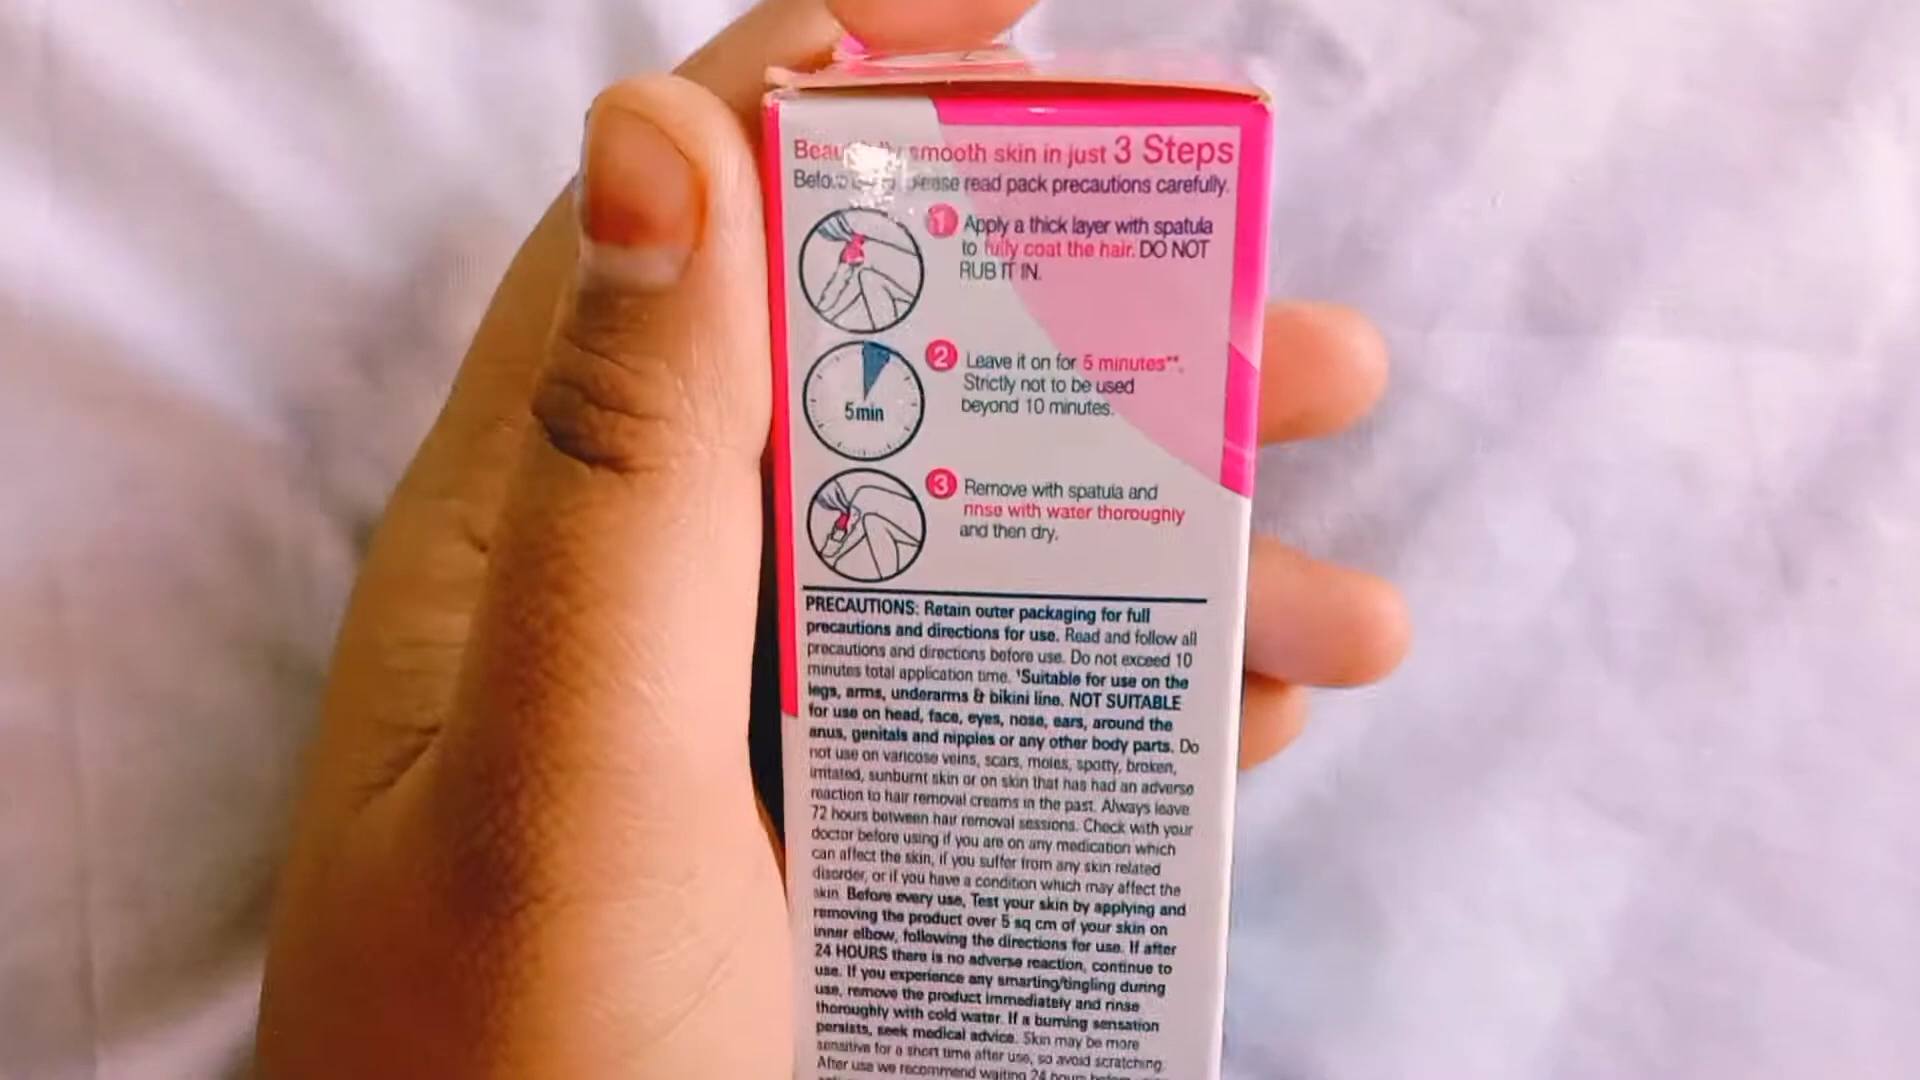 smooth skin in just 3 Steps
please read pack precautions carefully.
1 Apply a thick layer with spatula
to fully coat the hair. DO NOT
RUB IT IN.
5min
2 Leave it on for 5 minutes**.
Strictly not to be used
beyond 10 minutes.
3 Remove with spatula and
rinse with water thoroughly
and then dry.
PRECAUTIONS: Retain outer packaging for full
precautions and directions for use. Read and follow all
precautions and directions before use. Do not exceed 10
minutes total application time. †Suitable for use on the
legs, arms, underarms & bikini line. NOT SUITABLE
for use on head, face, eyes, nose, ears, around the
anus, genitals and nipples or any other body parts. Do
not use on varicose veins, scars, moles, spotty, broken,
irritated, sunburnt skin or on skin that has had an adverse
reaction to hair removal creams in the past. Always leave
72 hours between hair removal sessions. Check with your
doctor before using if you are on any medication which
can affect the skin, if you suffer from any skin related
disorder, or if you have a condition which may affect the
skin. Before every use, Test your skin by applying and
removing the product over 5 sq cm of your skin on
inner elbow, following the directions for use. If after
24 HOURS there is no adverse reaction, continue to
use. If you experience any smarting/tingling during
use, remove the product immediately and rinse
thoroughly with cold water. If a burning sensation
persists, seek medical advice. Skin may be more
sensitive for a short time after use, so avoid scratching.
After use we recommend waiting 24 hours before